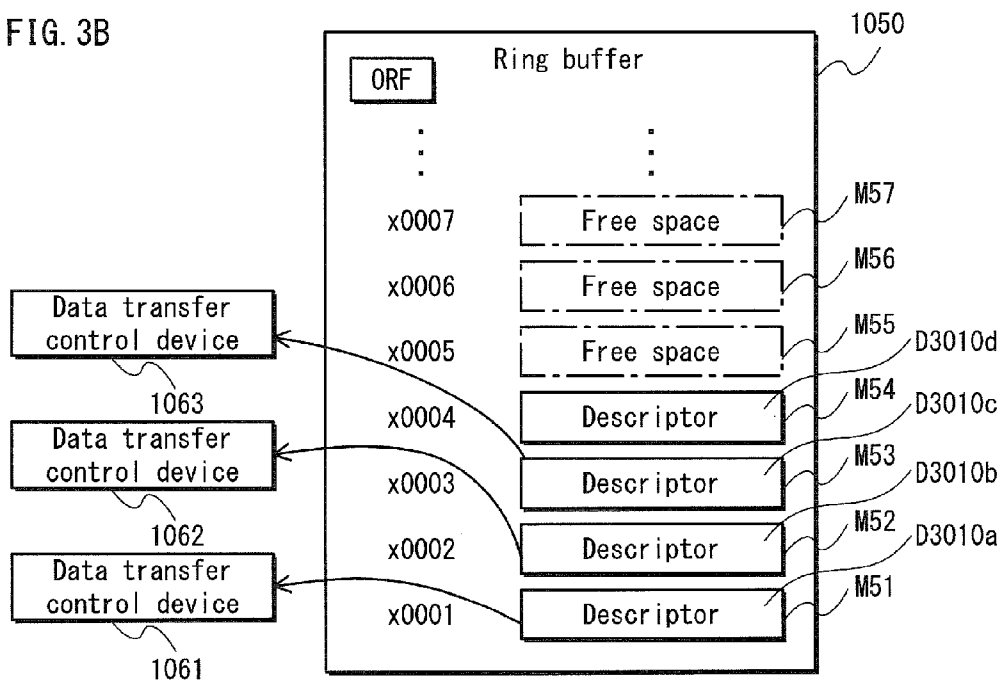 FIG. 3B
1050
Ring buffer
ORF
x0007
Free space
M57
x0006
Free space
M56
x0005
Free space
M55
x0004
Descriptor
M54
D3010d
x0003
Descriptor
M53
D3010c
x0002
Descriptor
M52
D3010b
x0001
Descriptor
M51
D3010a
Data transfer
control device
1063
Data transfer
control device
1062
Data transfer
control device
1061